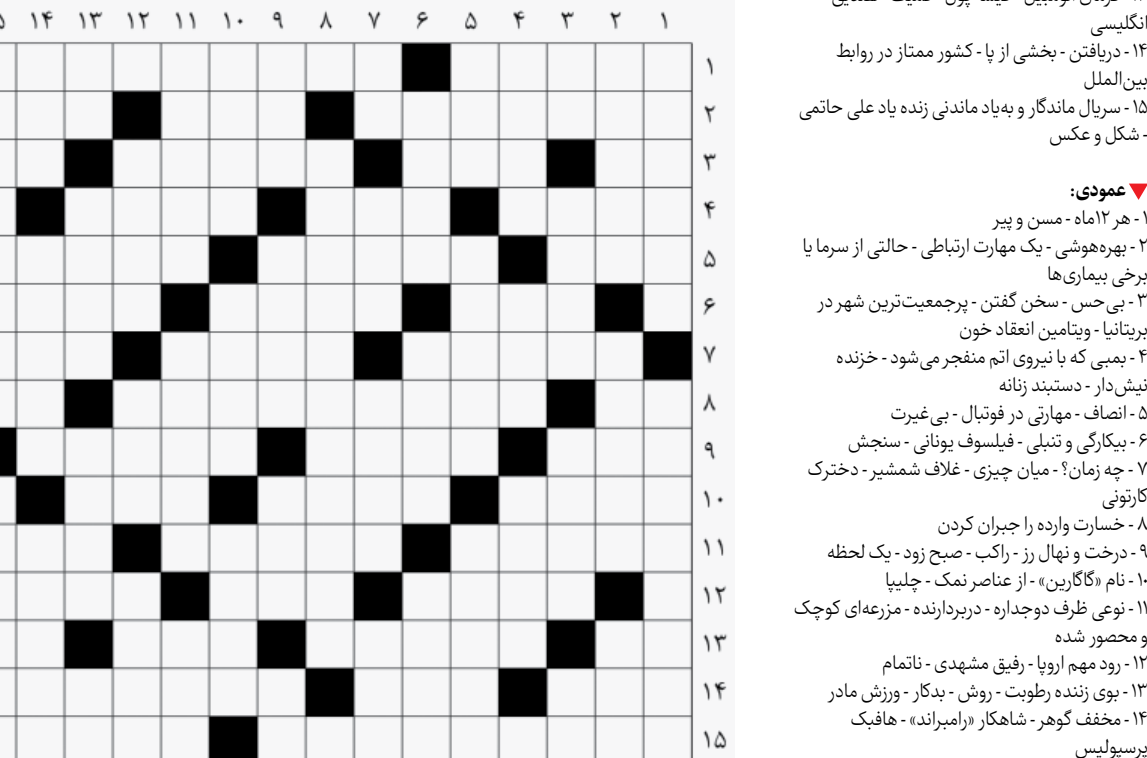 انگلیسی
۱۴- دریافتن - بخشی از پا - کشور ممتاز در روابط
بین‌الملل
۱۵- سریال ماندگار و به‌یاد ماندنی زنده یاد علی حاتمی
- شکل و عکس
عمودی:
۱- هر ۱۲ماه - مسن و پیر
۲- بهره‌هوشی - یک مهارت ارتباطی - حالتی از سرما یا
برخی بیماری‌ها
۳- بی‌حس - سخن گفتن - پرجمعیت‌ترین شهر در
بریتانیا - ویتامین انعقاد خون
۴- بمبی که با نیروی اتم منفجر می‌شود - خزنده
نیش‌دار - دستبند زنانه
۵- انصاف - مهارتی در فوتبال - بی‌غیرت
۶- بیکارگی و تنبلی - فیلسوف یونانی - سنجش
۷- چه زمان؟ - میان چیزی - غلاف شمشیر - دخترک
کارتونی
۸- خسارت وارده را جبران کردن
۹- درخت و نهال رز - راکب - صبح زود - یک لحظه
۱۰- نام «گاگارین» - از عناصر نمک - چلیپا
۱۱- نوعی ظرف دوجداره - دربردارنده - مزرعه‌ای کوچک
و محصور شده
۱۲- رود مهم اروپا - رفیق مشهدی - ناتمام
۱۳- بوی زننده رطوبت - روش - بدکار - ورزش مادر
۱۴- مخفف گوهر - شاهکار «رامبراند» - هافبک
پرسپولیس
۱ ۲ ۳ ۴ ۵ ۶ ۷ ۸ ۹ ۱۰ ۱۱ ۱۲ ۱۳ ۱۴
۱
۲
۳
۴
۵
۶
۷
۸
۹
۱۰
۱۱
۱۲
۱۳
۱۴
۱۵